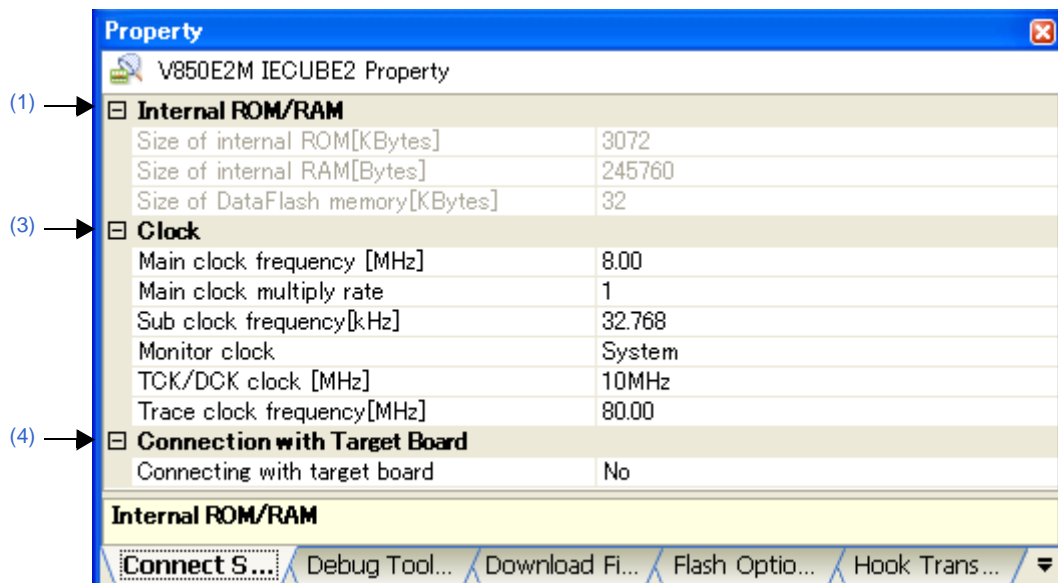 Property
V850E2M IECUBE2 Property
(1) Internal ROM/RAM
Size of internal ROM[KBytes] 3072
Size of internal RAM[Bytes] 245760
Size of DataFlash memory[KBytes] 32
(3) Clock
Main clock frequency [MHz] 8.00
Main clock multiply rate 1
Sub clock frequency[kHz] 32.768
Monitor clock System
TCK/DCK clock [MHz] 10MHz
Trace clock frequency[MHz] 80.00
(4) Connection with Target Board
Connecting with target board No
Internal ROM/RAM
Connect S... Debug Tool... Download Fi... Flash Optio... Hook Trans...